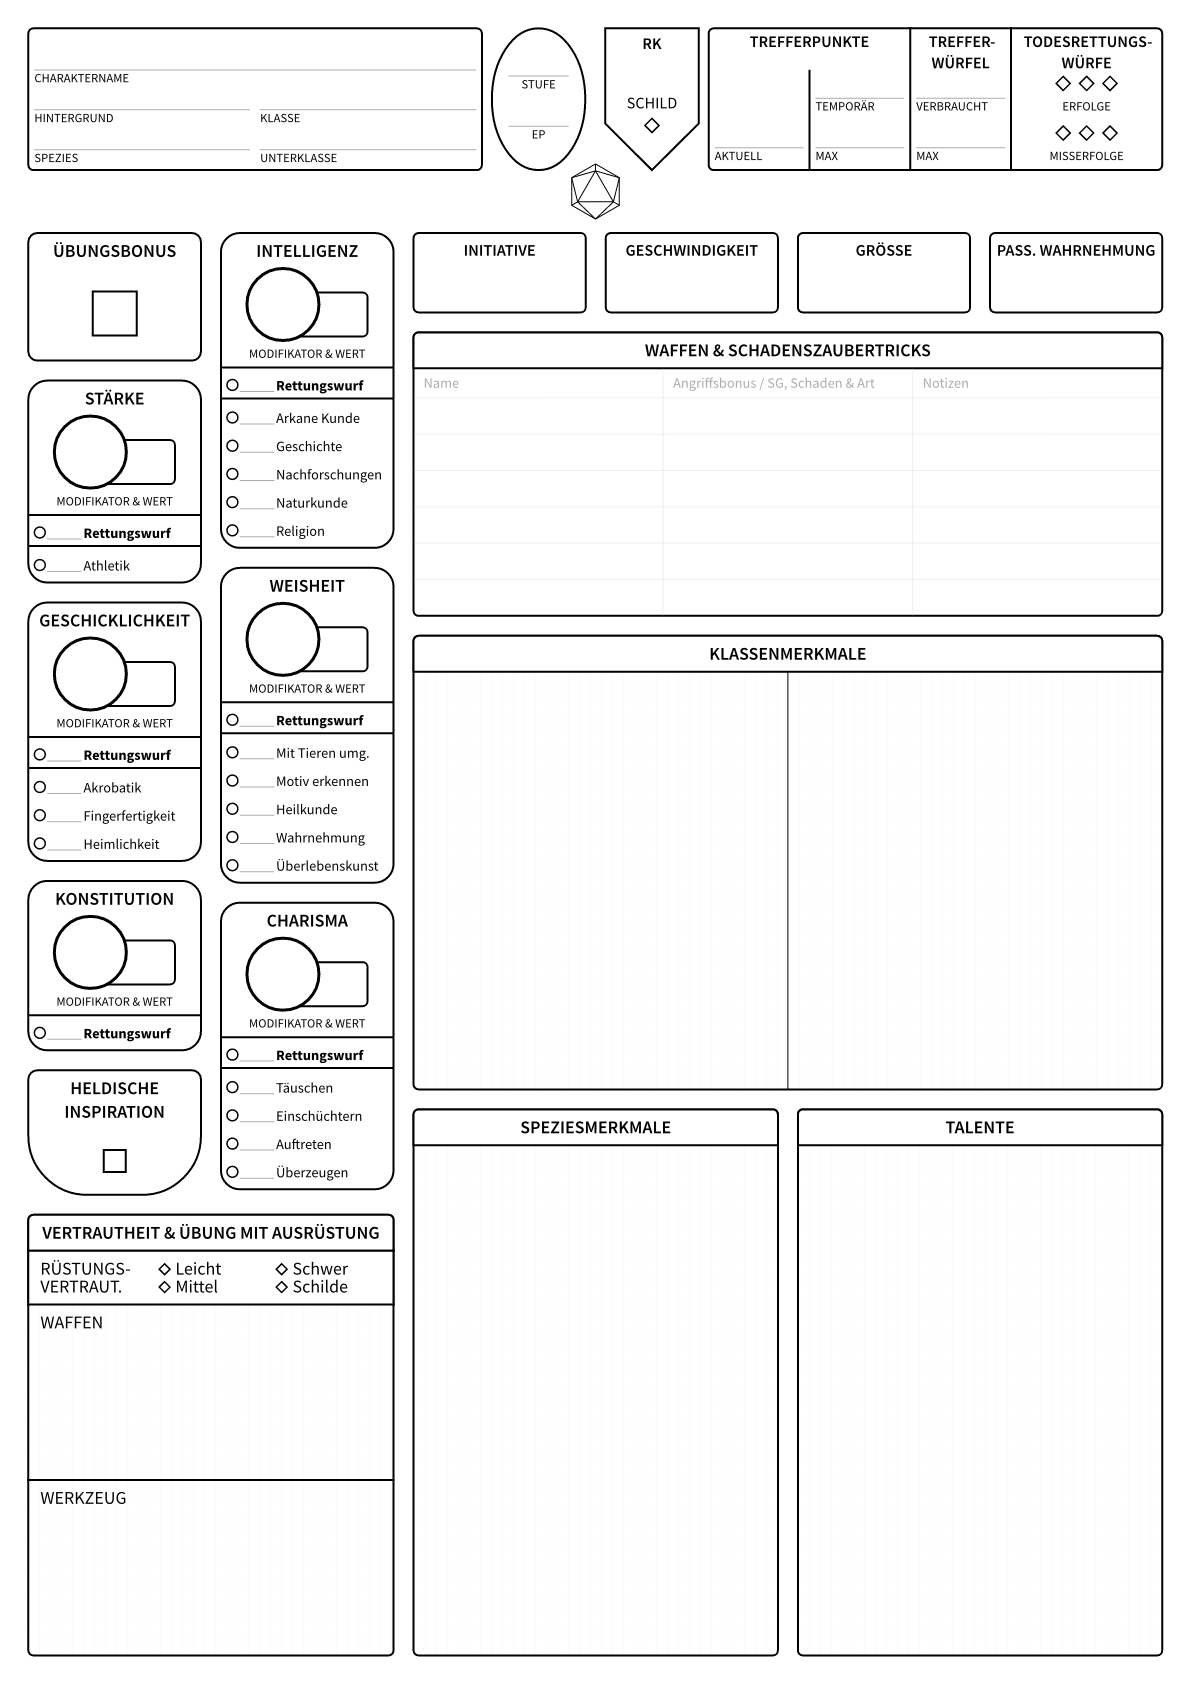 CHARAKTERNAME
HINTERGRUND
KLASSE
SPEZIES
UNTERKLASSE
STUFE
EP
RK
SCHILD
TREFFERPUNKTE
AKTUELL
TEMPORÄR
MAX
TREFFER-
WÜRFEL
VERBRAUCHT
MAX
TODESRETTUNGS-
WÜRFE
ERFOLGE
MISSERFOLGE
ÜBUNGSBONUS
STÄRKE
MODIFIKATOR & WERT
Rettungswurf
Athletik
GESCHICKLICHKEIT
MODIFIKATOR & WERT
Rettungswurf
Akrobatik
Fingerfertigkeit
Heimlichkeit
KONSTITUTION
MODIFIKATOR & WERT
Rettungswurf
HELDISCHE
INSPIRATION
INTELLIGENZ
MODIFIKATOR & WERT
Rettungswurf
Arkane Kunde
Geschichte
Nachforschungen
Naturkunde
Religion
WEISHEIT
MODIFIKATOR & WERT
Rettungswurf
Mit Tieren umg.
Motiv erkennen
Heilkunde
Wahrnehmung
Überlebenskunst
CHARISMA
MODIFIKATOR & WERT
Rettungswurf
Täuschen
Einschüchtern
Auftreten
Überzeugen
VERTRAUTHEIT & ÜBUNG MIT AUSRÜSTUNG
RÜSTUNGS-
VERTRAUT.
Leicht
Schwer
Mittel
Schilde
WAFFEN
WERKZEUG
INITIATIVE
GESCHWINDIGKEIT
GRÖSSE
PASS. WAHRNEHMUNG
WAFFEN & SCHADENSZAUBERTRICKS
Name
Angriffsbonus / SG, Schaden & Art
Notizen
KLASSENMERKMALE
SPEZIESMERKMALE
TALENTE